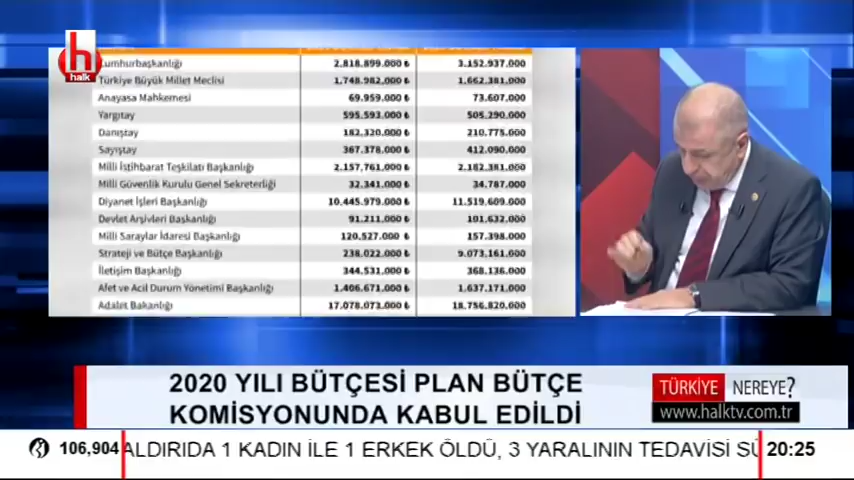 h
halk
Cumhurbaşkanlığı 2.818.899.000 ₺ 3.152.937.000
Türkiye Büyük Millet Meclisi 1.748.982.000 ₺ 1.662.381.000
Anayasa Mahkemesi 69.959.000 ₺ 73.607.000
Yargıtay 595.593.000 ₺ 505.290.000
Danıştay 182.320.000 ₺ 210.775.000
Sayıştay 367.378.000 ₺ 412.090.000
Milli İstihbarat Teşkilatı Başkanlığı 2.157.761.000 ₺ 2.182.381.000
Milli Güvenlik Kurulu Genel Sekreterliği 32.341.000 ₺ 34.787.000
Diyanet İşleri Başkanlığı 10.445.979.000 ₺ 11.519.609.000
Devlet Arşivleri Başkanlığı 91.211.000 ₺ 101.632.000
Milli Saraylar İdaresi Başkanlığı 120.527.000 ₺ 157.398.000
Strateji ve Bütçe Başkanlığı 238.022.000 ₺ 9.073.161.000
İletişim Başkanlığı 344.531.000 ₺ 368.136.000
Afet ve Acil Durum Yönetimi Başkanlığı 1.406.671.000 ₺ 1.637.171.000
Adalet Bakanlığı 17.078.073.000 ₺ 18.756.820.000
2020 YILI BÜTÇESİ PLAN BÜTÇE
KOMİSYONUNDA KABUL EDİLDİ
TÜRKİYE NEREYE?
www.halktv.com.tr
106,904 ALDIRIDA 1 KADIN İLE 1 ERKEK ÖLDÜ, 3 YARALININ TEDAVİSİ SÜ 20:25